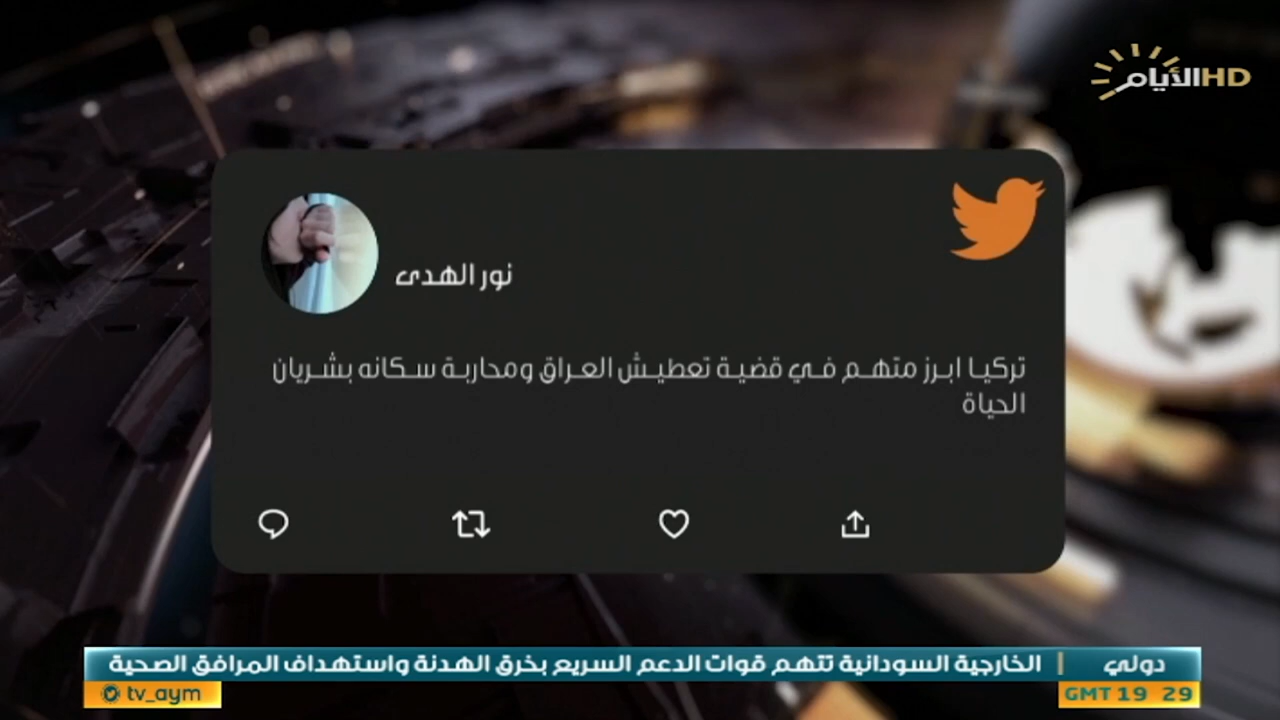 الأيام HD
نور الهدى
تركيا ابرز متهم في قضية تعطيش العراق ومحاربة سكانه بشريان
الحياة
دولي | الخارجية السودانية تتهم قوات الدعم السريع بخرق الهدنة واستهداف المرافق الصحية
GMT 19 29
tv_aym